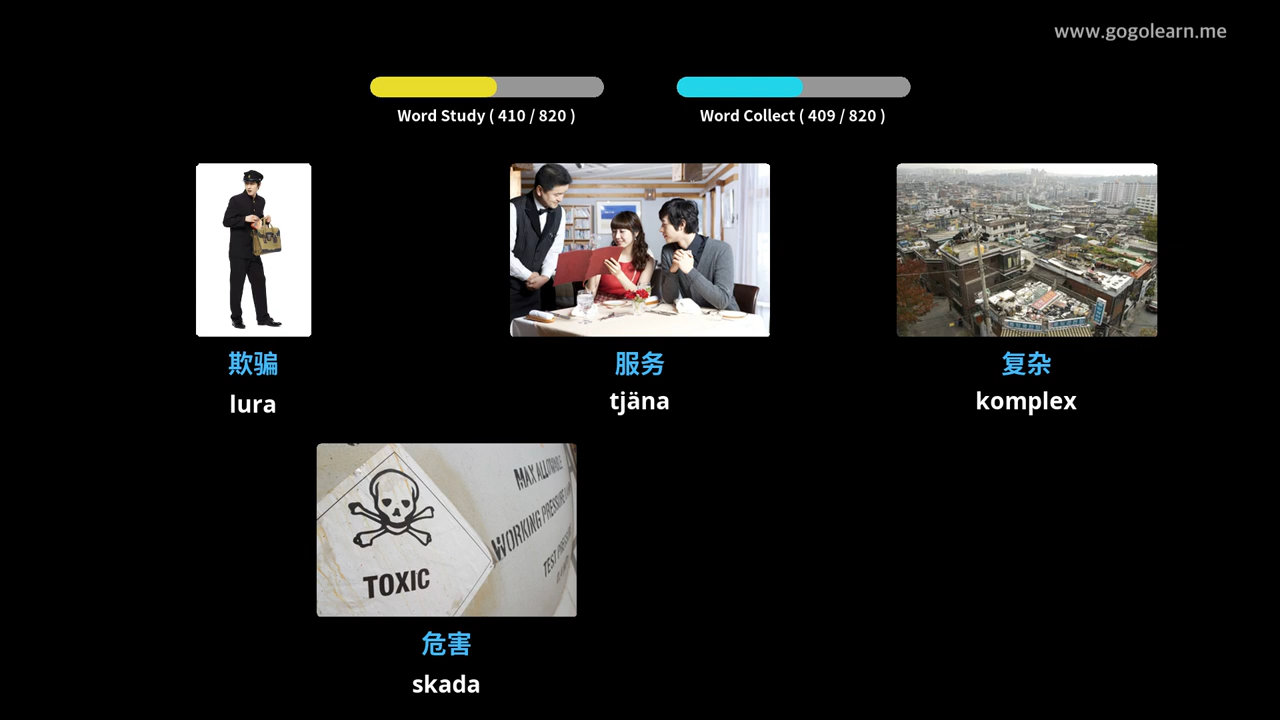 www.gogolearn.me
Word Study ( 410 / 820 )
Word Collect ( 409 / 820 )
欺骗
lura
服务
tjäna
复杂
komplex
MAX ALLOWABLE
WORKING PRESSURE
TEST PRESSURE
TOXIC
危害
skada